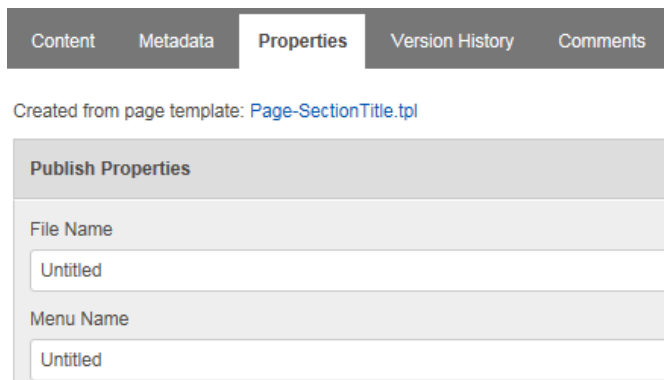 Content Metadata Properties Version History Comments
Created from page template: Page-SectionTitle.tpl
Publish Properties
File Name
Untitled
Menu Name
Untitled